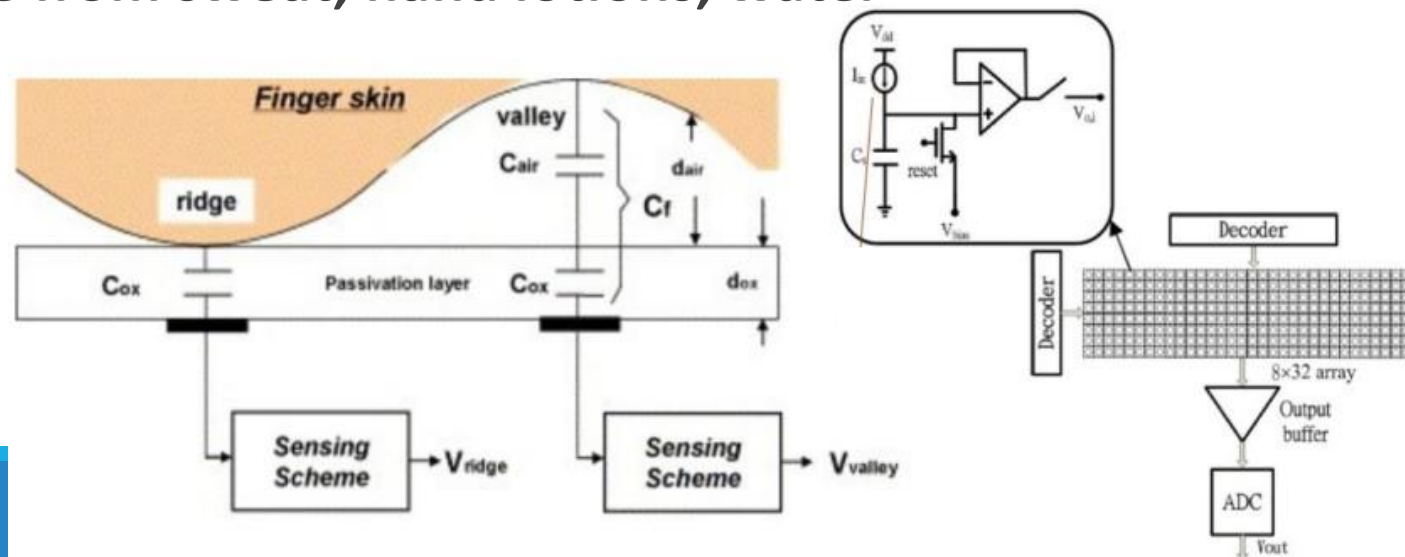 Finger skin
valley
ridge
Cair
dair
Cf
Cox
Passivation layer
Cox
dox
Sensing
Scheme
Vridge
Sensing
Scheme
Vvalley
Vdd
reset
Vbias
Decoder
Decoder
8×32 array
Output
buffer
ADC
Vout